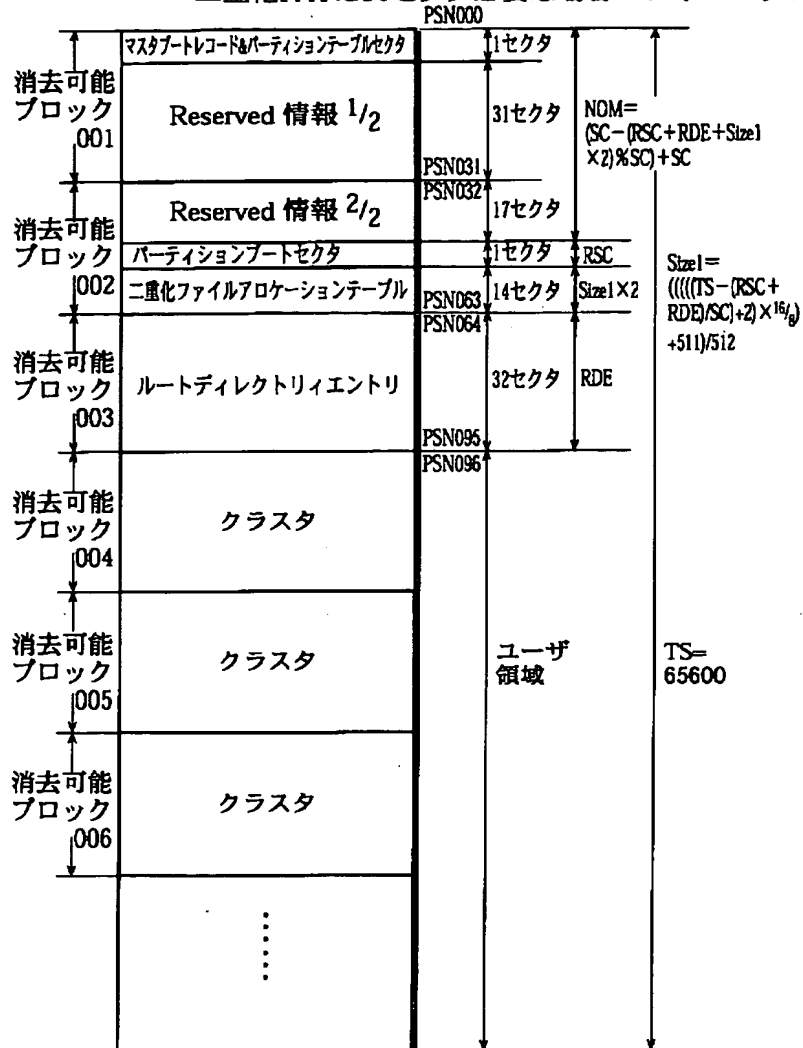 PSN000
マスタブートレコード&パーティションテーブルセクタ
1セクタ
消去可能
ブロック
001
Reserved 情報 1/2
31セクタ
NOM=
(SC-(RSC+RDE+Size1
×2)%SC)+SC
PSN031
PSN032
消去可能
ブロック
002
Reserved 情報 2/2
17セクタ
パーティションブートセクタ
1セクタ
RSC
二重化ファイルアロケーションテーブル
PSN063
14セクタ
Size1×2
Size1=
(((((TS-(RSC+
RDE)/SC)+2)×16/8)
+511)/512
PSN064
消去可能
ブロック
003
ルートディレクトリィエントリ
32セクタ
RDE
PSN095
PSN096
消去可能
ブロック
004
クラスタ
消去可能
ブロック
005
クラスタ
ユーザ
領域
TS=
65600
消去可能
ブロック
006
クラスタ